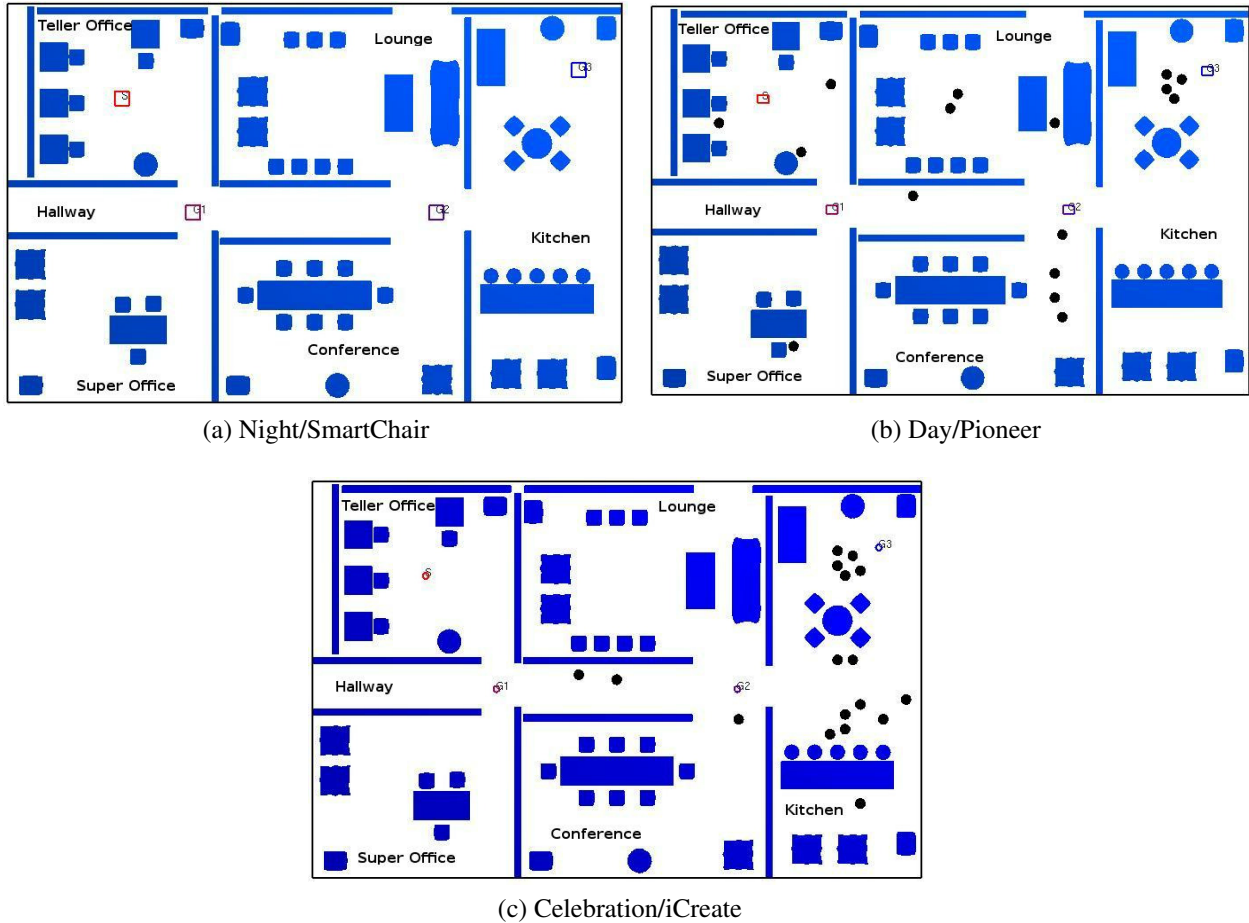 Teller Office
Lounge
G3
S
Hallway
G1
G2
Kitchen
Conference
Super Office
(a) Night/SmartChair
Teller Office
Lounge
G3
S
Hallway
G1
G2
Kitchen
Conference
Super Office
(b) Day/Pioneer
Teller Office
Lounge
G3
S
Hallway
G1
G2
Kitchen
Conference
Super Office
(c) Celebration/iCreate